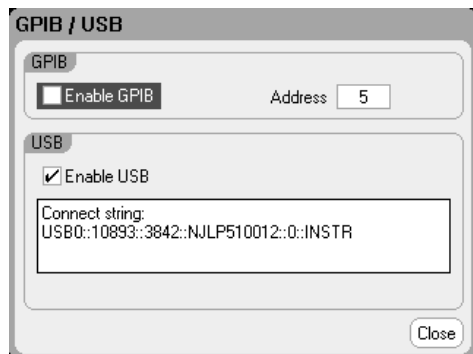 GPIB / USB
GPIB
Enable GPIB
Address 5
USB
Enable USB
Connect string:
USB0::10893::3842::NJLP510012::0::INSTR
Close